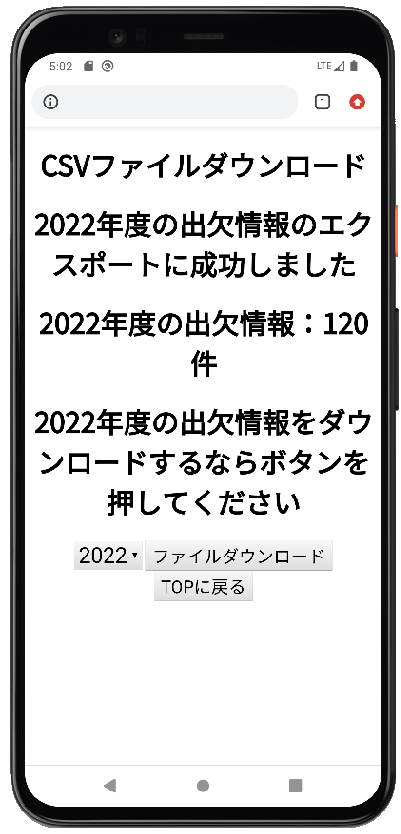 5:02
LTE
CSVファイルダウンロード
2022年度の出欠情報のエク
スポートに成功しました
2022年度の出欠情報：120
件
2022年度の出欠情報をダウ
ンロードするならボタンを
押してください
2022 ファイルダウンロード
TOPに戻る